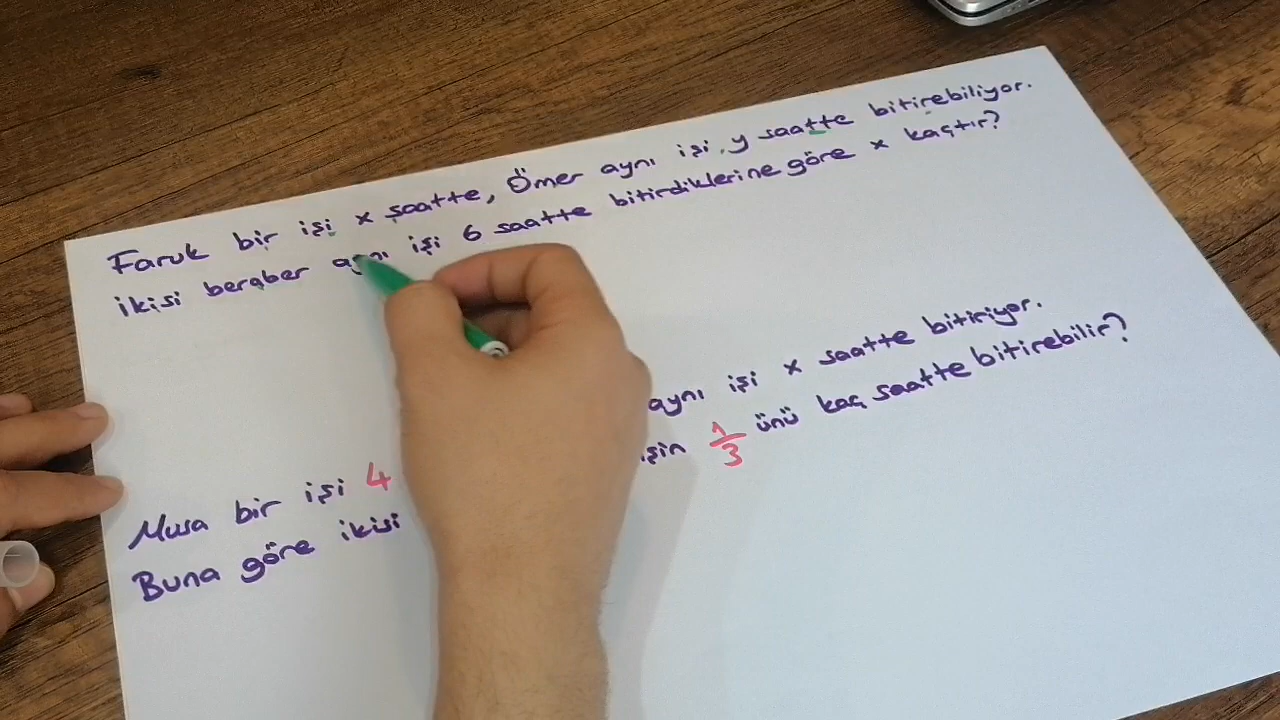 Faruk bir işi x saatte, Ömer aynı işi y saatte bitirebiliyor.
ikisi beraber aynı işi 6 saatte bitirdiklerine göre x kaçtır?
Musa bir işi 4 aynı işi x saatte bitiriyor.
Buna göre ikisi işin 1/3 ünü kaç saatte bitirebilir?